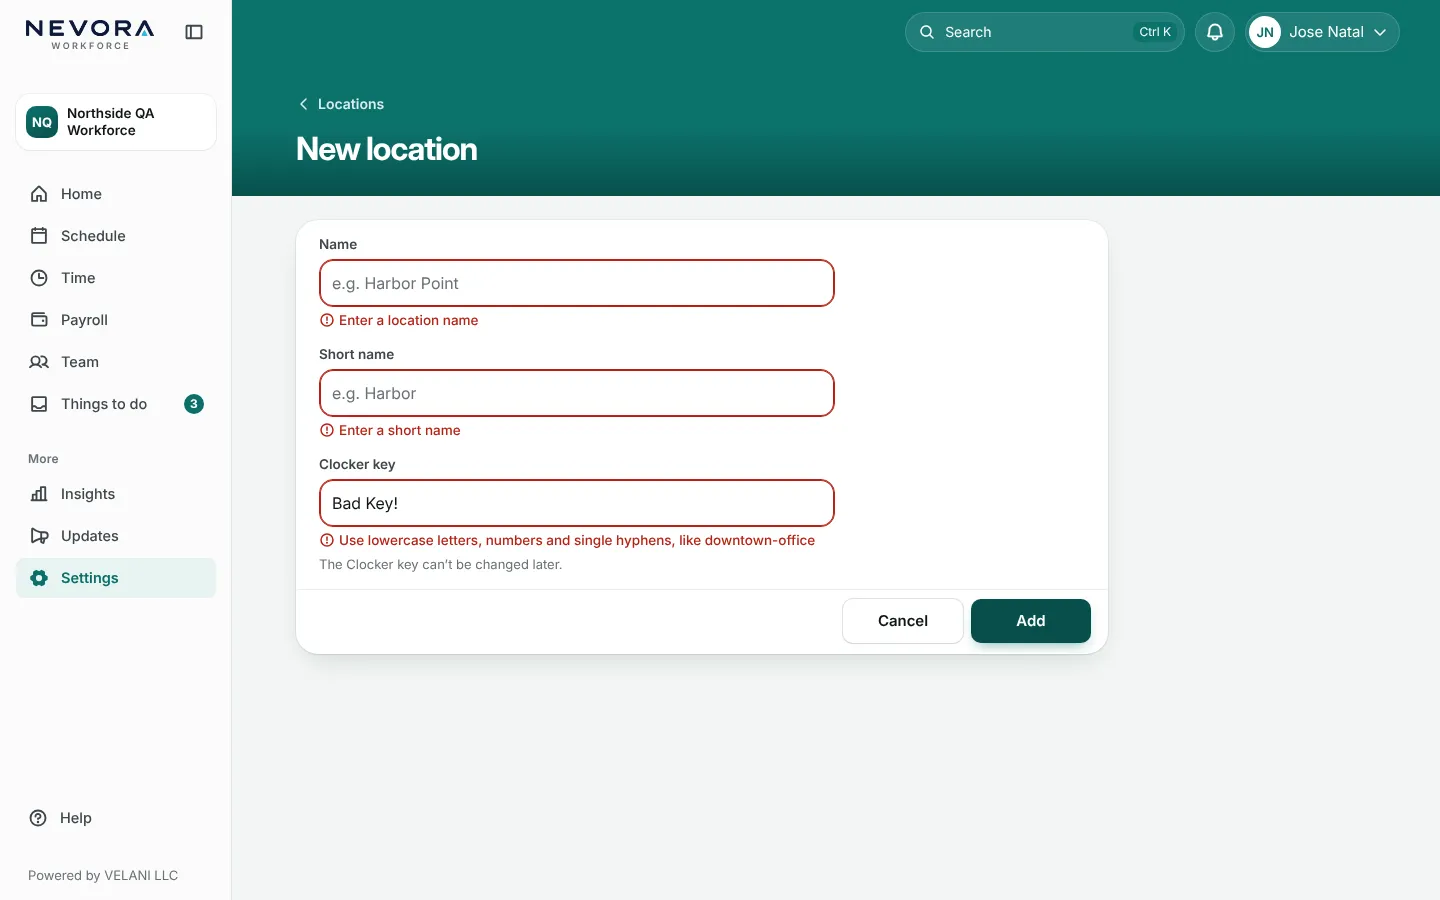 NEVORA
WORKFORCE
Search
Ctrl K
JN
Jose Natal
NQ
Northside QA
Workforce
Locations
New location
Home
Schedule
Time
Payroll
Team
Things to do
3
More
Insights
Updates
Settings
Help
Powered by VELANI LLC
Name
e.g. Harbor Point
Enter a location name
Short name
e.g. Harbor
Enter a short name
Clocker key
Bad Key!
Use lowercase letters, numbers and single hyphens, like downtown-office
The Clocker key can’t be changed later.
Cancel
Add